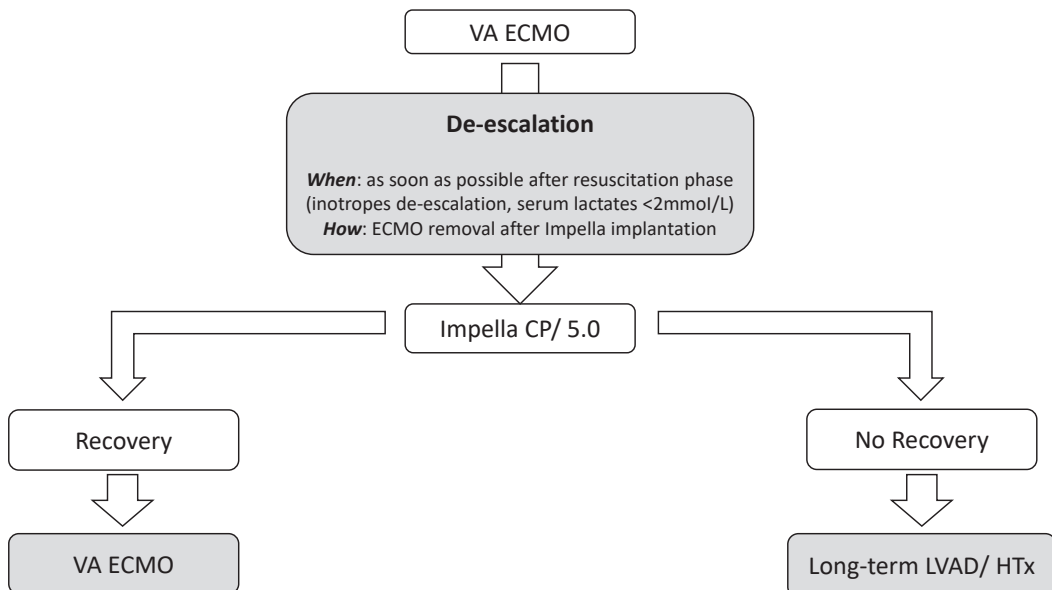 VA ECMO
De-escalation
When: as soon as possible after resuscitation phase
(inotropes de-escalation, serum lactates <2mmol/L)
How: ECMO removal after Impella implantation
Impella CP/ 5.0
Recovery
No Recovery
VA ECMO
Long-term LVAD/ HTx